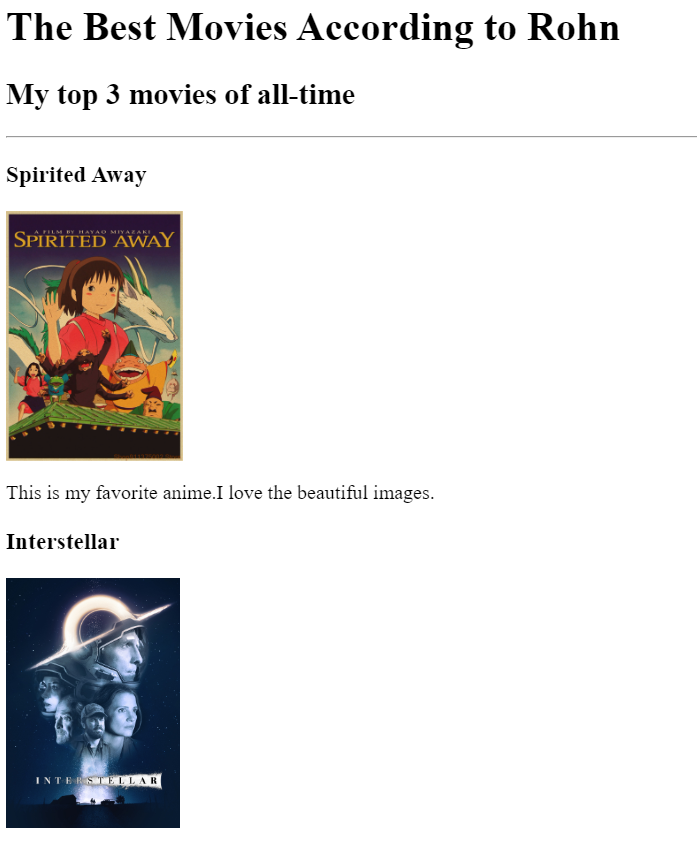 The Best Movies According to Rohn
My top 3 movies of all-time
Spirited Away
A FILM BY HAYAO MIYAZAKI
SPIRITED AWAY
This is my favorite anime.I love the beautiful images.
Interstellar
INTERSTELLAR